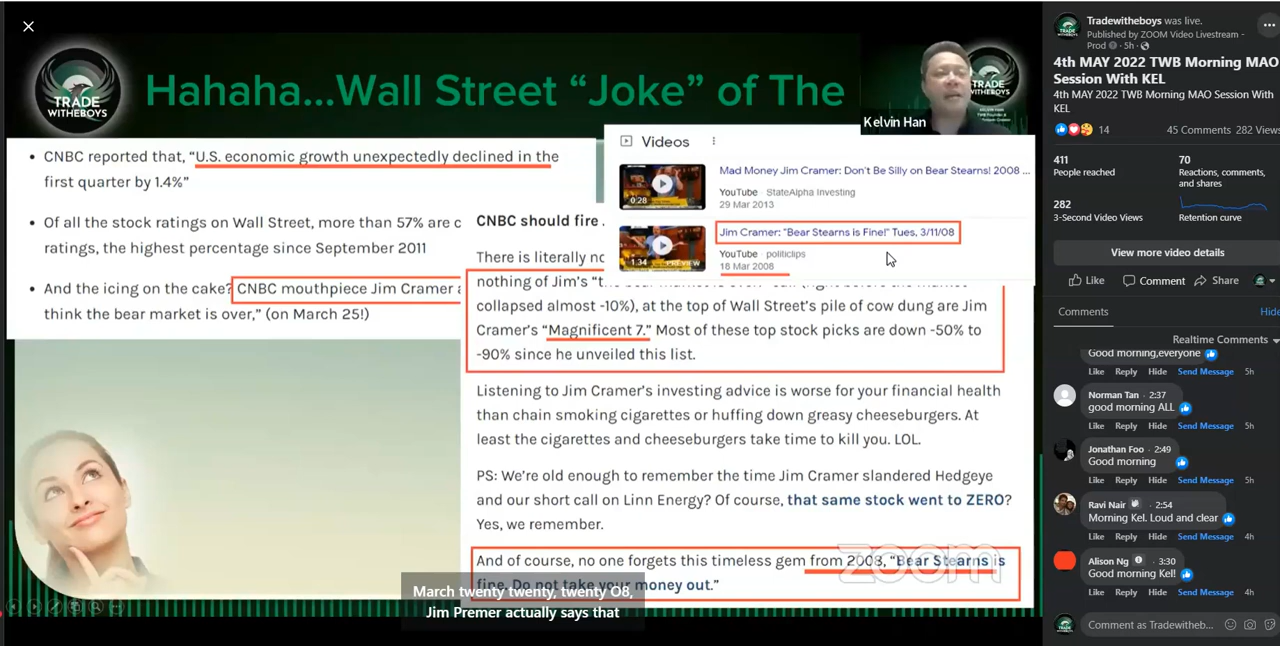 Hahaha...Wall Street “Joke” of The
TRADE
WITHEBOYS
Kelvin Han
CNBC reported that, “U.S. economic growth unexpectedly declined in the
first quarter by 1.4%”
Of all the stock ratings on Wall Street, more than 57% are
ratings, the highest percentage since September 2011
And the icing on the cake? CNBC mouthpiece Jim Cramer
think the bear market is over,” (on March 25!)
Videos
0:28
Mad Money Jim Cramer: Don't Be Silly on Bear Stearns! 2008 ...
YouTube · StateAlpha Investing
29 Mar 2013
1:34
PREVIEW
Jim Cramer: "Bear Stearns is Fine!" Tues, 3/11/08
YouTube · politiclips
18 Mar 2008
CNBC should fire
There is literally
nothing of Jim’s
collapsed almost -10%), at the top of Wall Street’s pile of cow dung are Jim
Cramer’s “Magnificent 7.” Most of these top stock picks are down -50% to
-90% since he unveiled this list.
Listening to Jim Cramer’s investing advice is worse for your financial health
than chain smoking cigarettes or huffing down greasy cheeseburgers. At
least the cigarettes and cheeseburgers take time to kill you. LOL.
PS: We’re old enough to remember the time Jim Cramer slandered Hedgeye
and our short call on Linn Energy? Of course, that same stock went to ZERO?
Yes, we remember.
And of course, no one forgets this timeless gem from 2008, “Bear Stearns is
fine. Do not take your money out.”
zoom
March twenty twenty, twenty O8,
Jim Premer actually says that
Tradewitheboys was live.
Published by ZOOM Video Livestream -
Prod · 5h ·
4th MAY 2022 TWB Morning MAO
Session With KEL
4th MAY 2022 TWB Morning MAO Session With
KEL
14
45 Comments 282 Views
411
People reached
70
Reactions, comments,
and shares
282
3-Second Video Views
Retention curve
View more video details
Like Comment Share
Comments
Hide
Realtime Comments
Good morning,everyone
Like Reply Hide Send Message 5h
Norman Tan · 2:37
good morning ALL
Like Reply Hide Send Message 5h
Jonathan Foo · 2:49
Good morning
Like Reply Hide Send Message 5h
Ravi Nair · 2:54
Morning Kel. Loud and clear
Like Reply Hide Send Message 4h
Alison Ng · 3:30
Good morning Kel!
Like Reply Hide Send Message 4h
Comment as Tradewitheb...